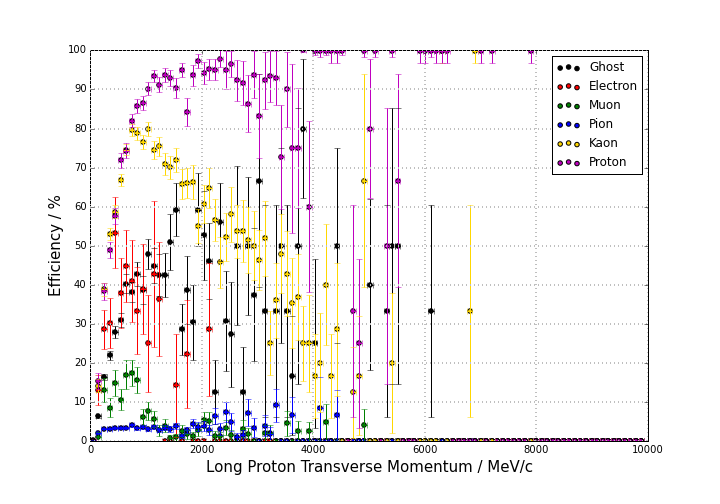 100
90
80
70
60
50
40
30
20
10
0
Efficiency / %
0 2000 4000 6000 8000 10000
Long Proton Transverse Momentum / MeV/c
Ghost
Electron
Muon
Pion
Kaon
Proton